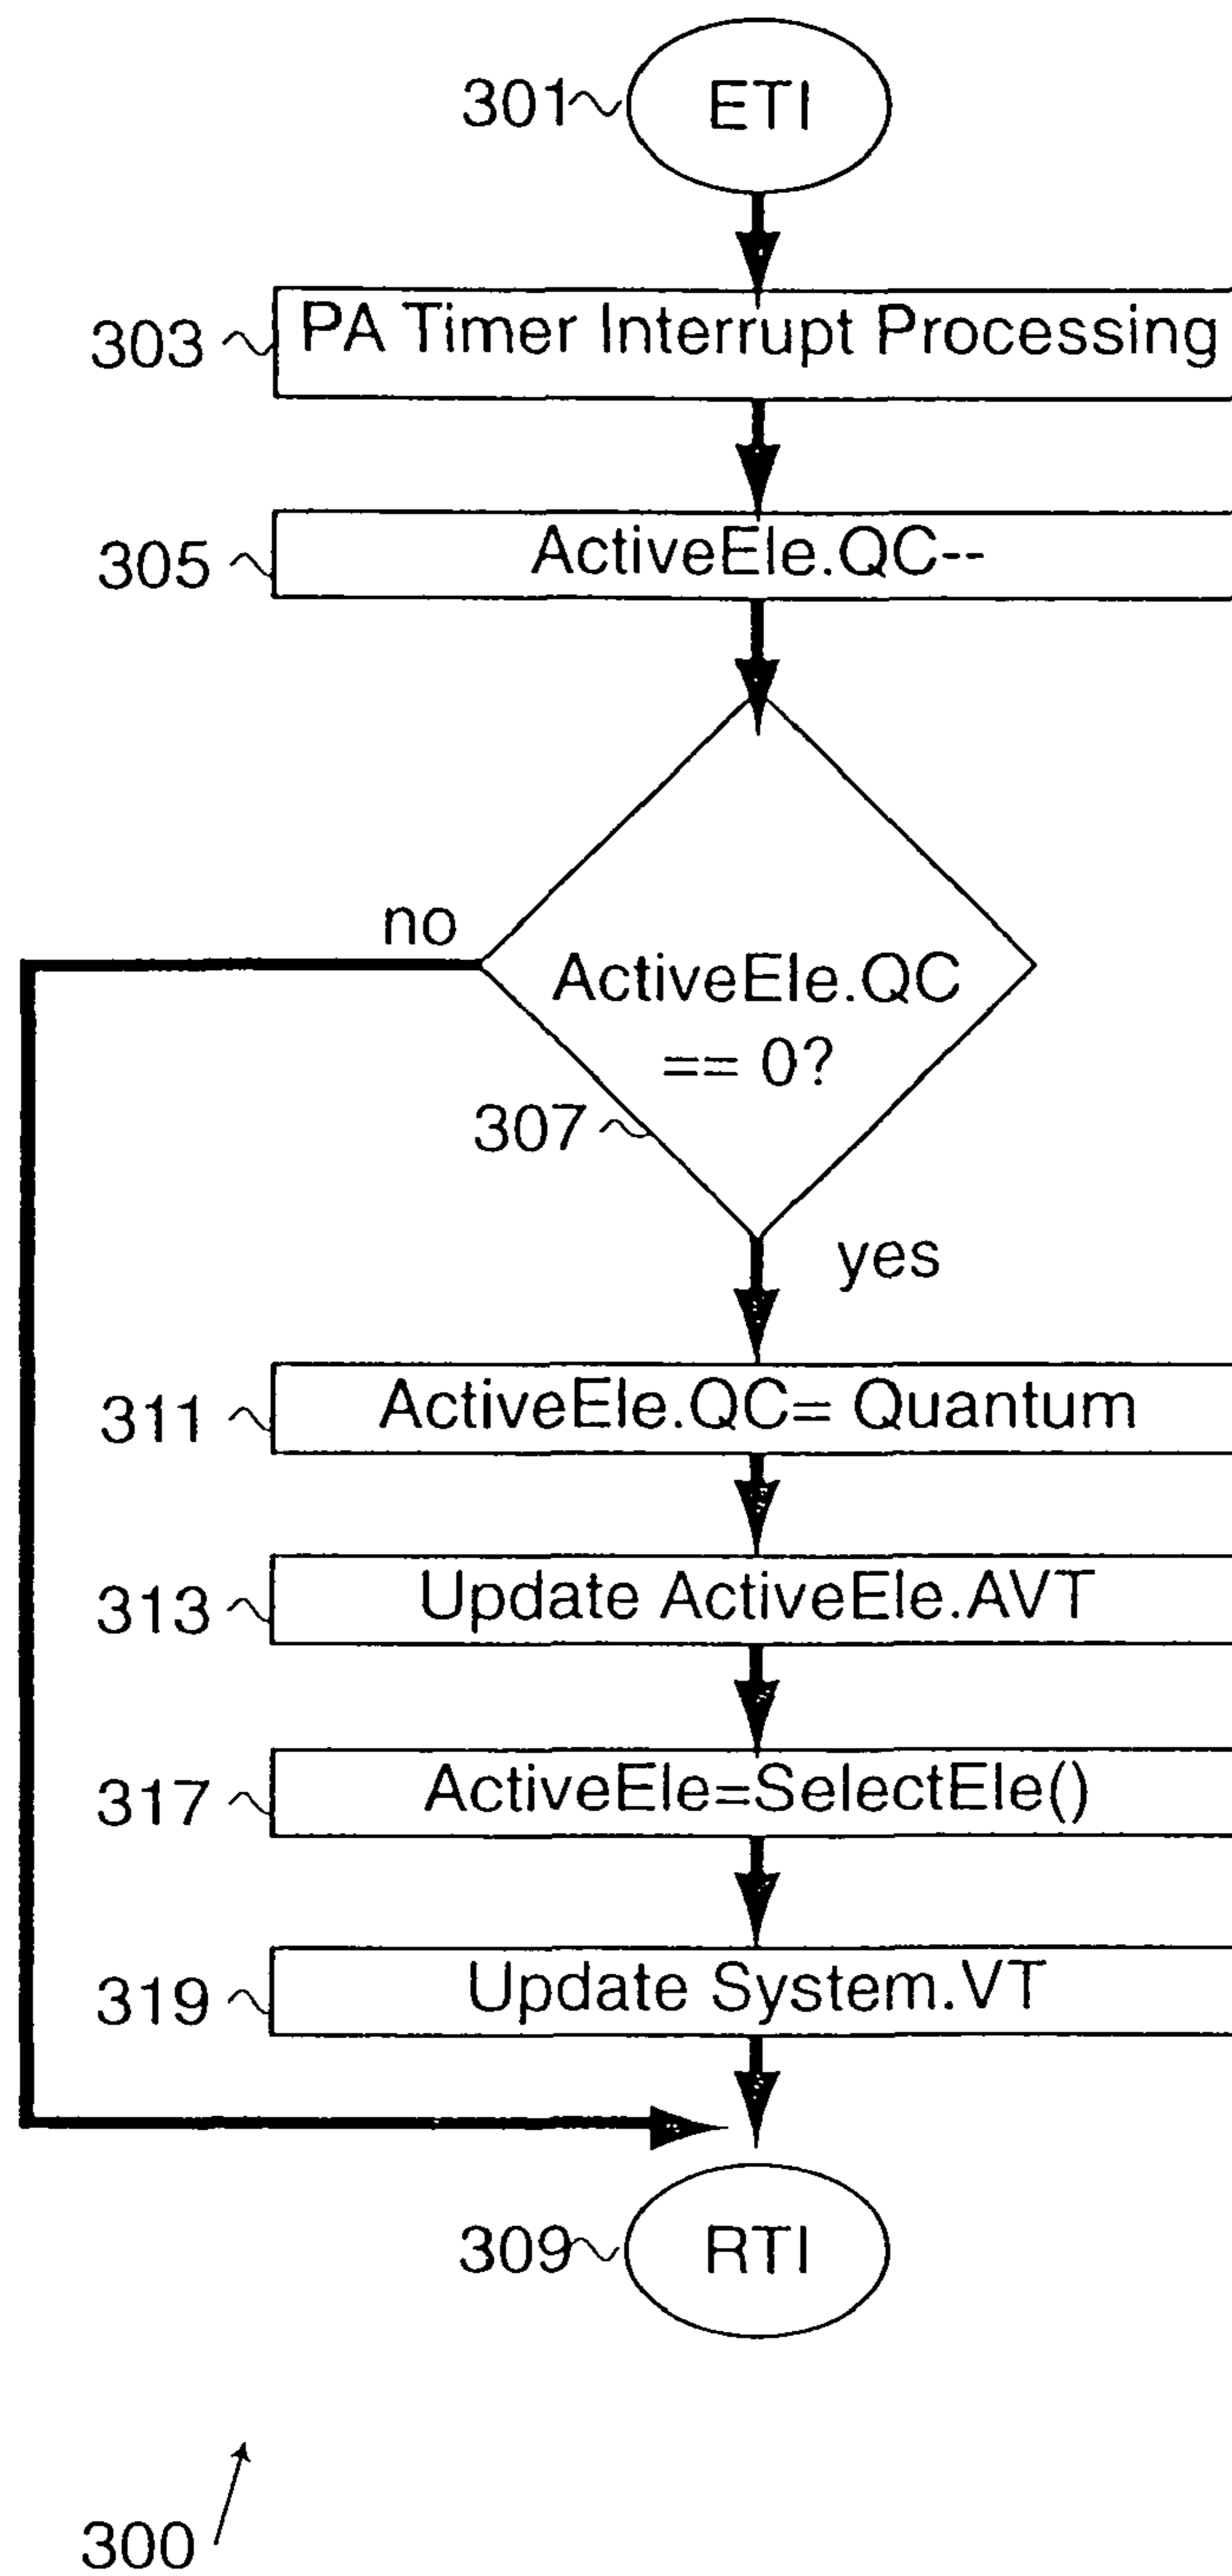 301 ETI
303 PA Timer Interrupt Processing
305 ActiveEle.QC--
no
ActiveEle.QC
== 0?
307
yes
311 ActiveEle.QC= Quantum
313 Update ActiveEle.AVT
317 ActiveEle=SelectEle()
319 Update System.VT
309 RTI
300